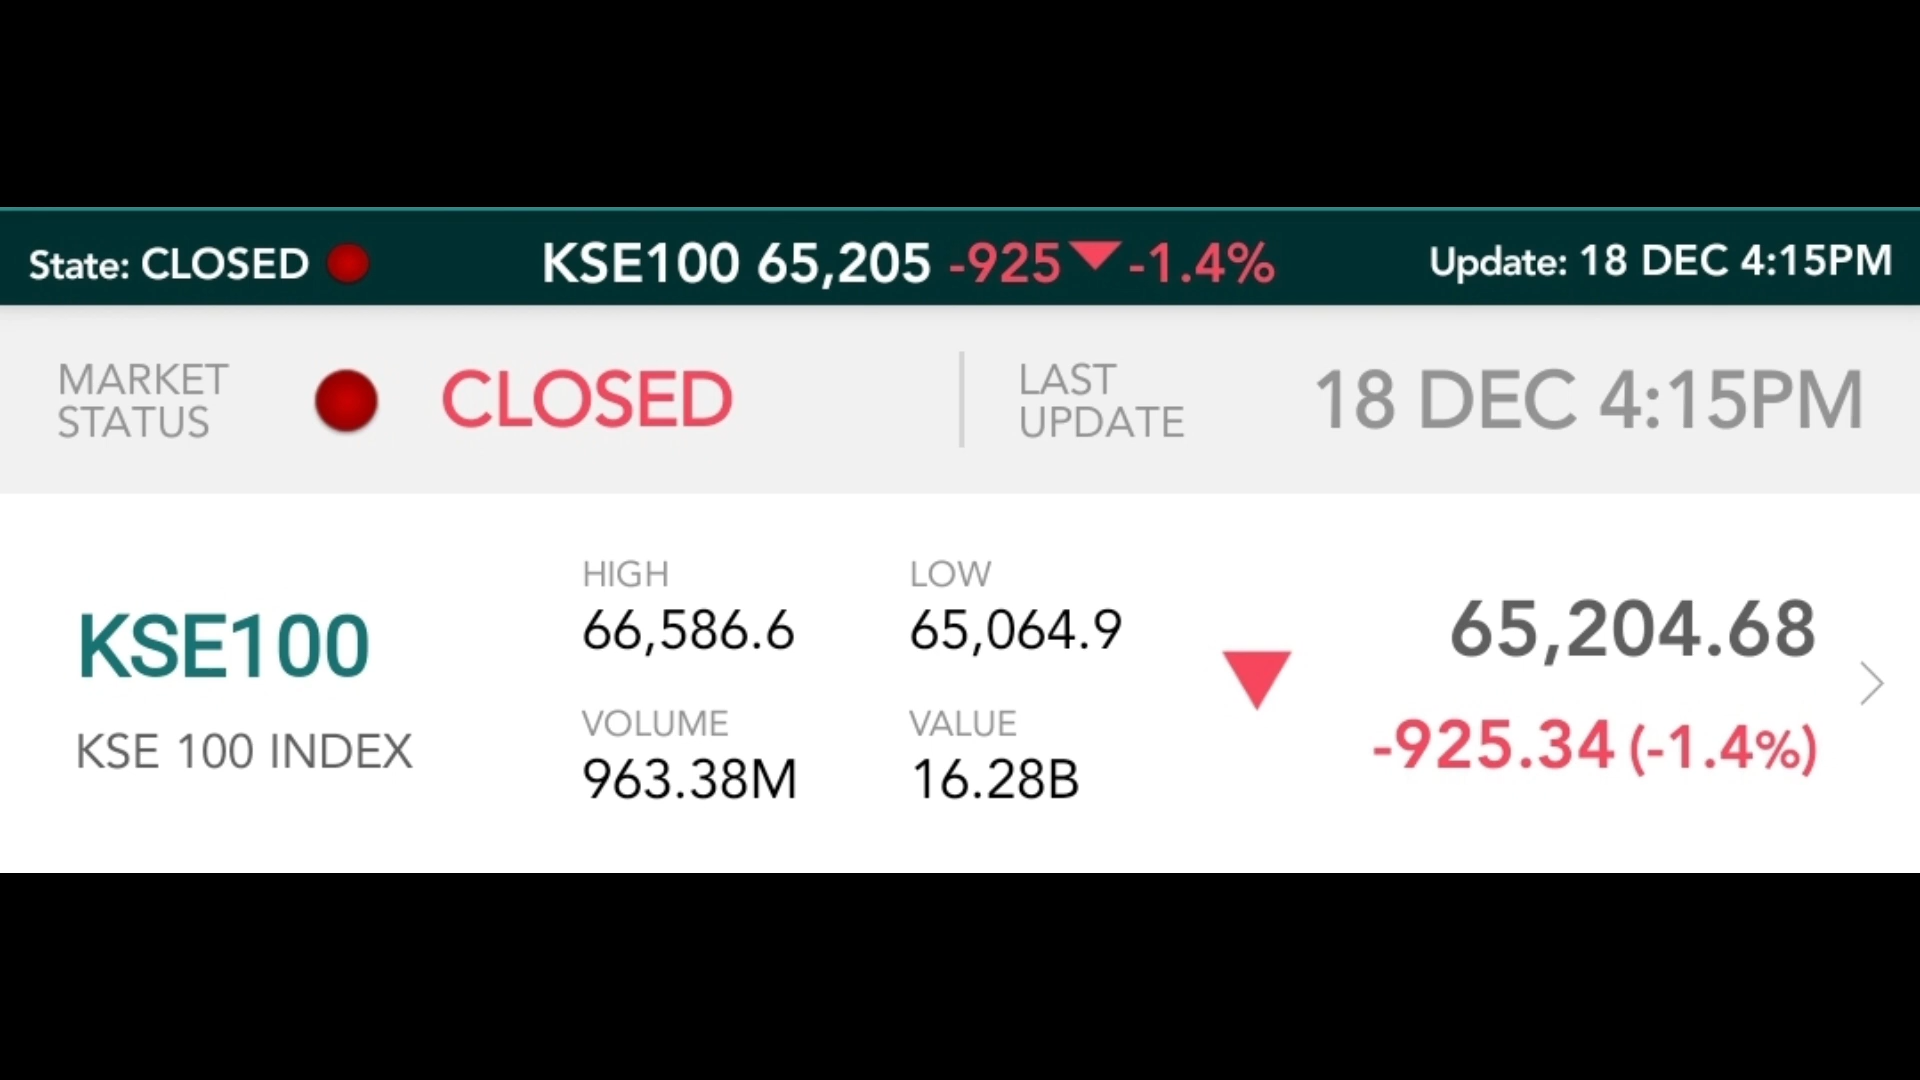 State: CLOSED KSE100 65,205 -925 -1.4% Update: 18 DEC 4:15PM
MARKET STATUS
CLOSED
LAST UPDATE
18 DEC 4:15PM
KSE100
KSE 100 INDEX
HIGH
66,586.6
LOW
65,064.9
VOLUME
963.38M
VALUE
16.28B
65,204.68
-925.34 (-1.4%)